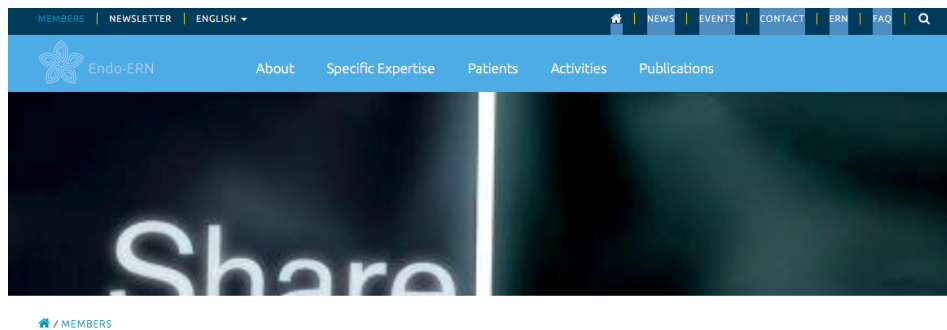 MEMBERS | NEWSLETTER | ENGLISH | NEWS | EVENTS | CONTACT | ERN | FAQ |
Endo-ERN About Specific Expertise Patients Activities Publications
Share
/ MEMBERS